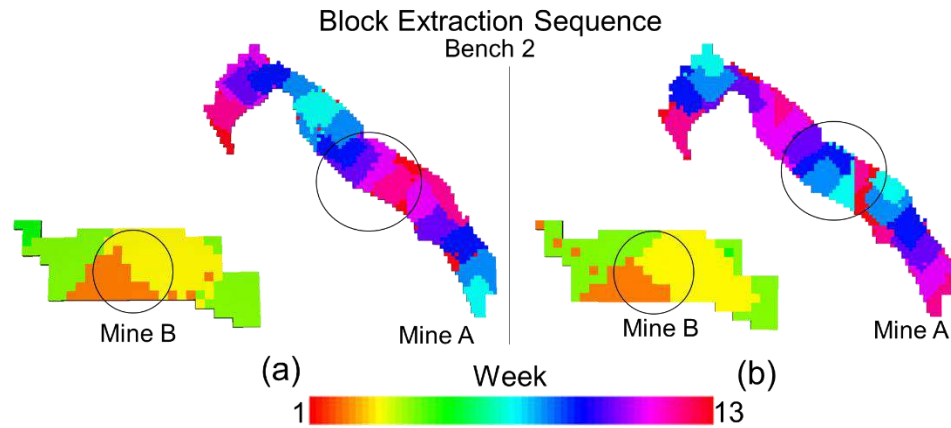 Block Extraction Sequence
Bench 2
Mine B
Mine A
Mine B
Mine A
(a)
Week
(b)
1
13